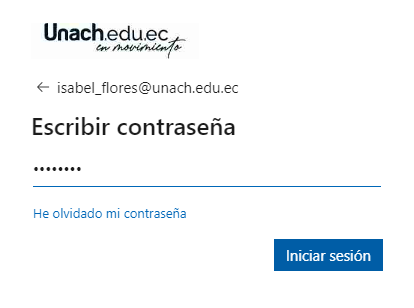 Unach.edu.ec
en movimiento
← isabel_flores@unach.edu.ec
Escribir contraseña
••••••••
He olvidado mi contraseña
Iniciar sesión